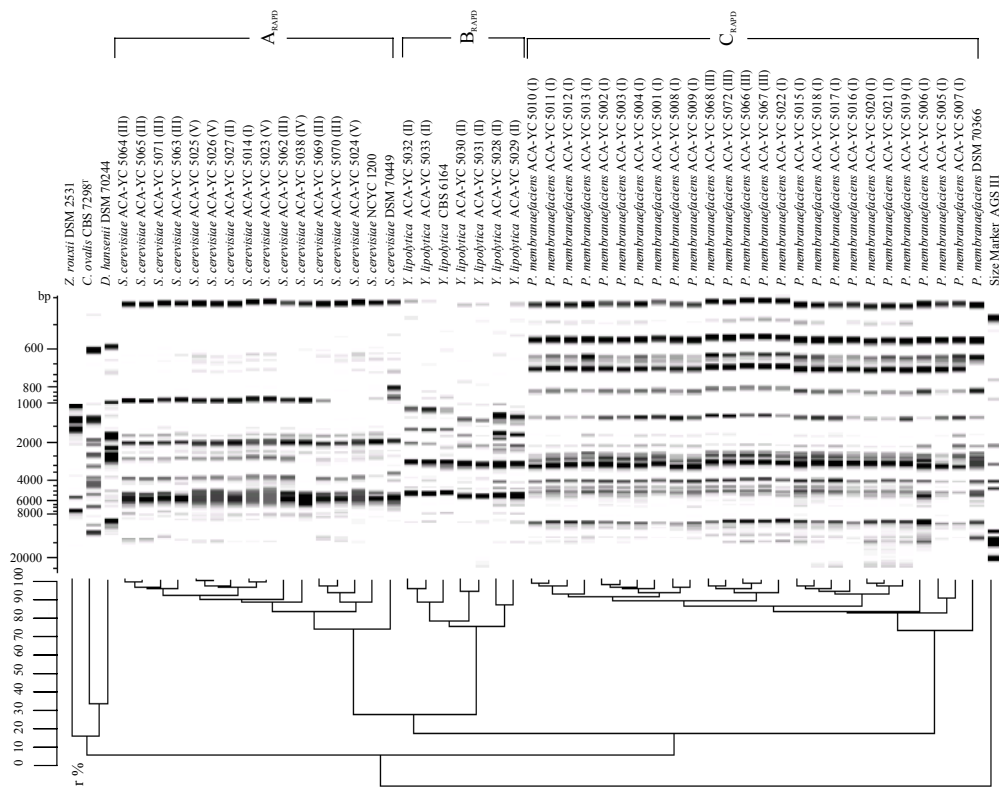 A RAPD
B RAPD
C RAPD
Z. rouxii DSM 2531
C. ovalis CBS 7298T
D. hansenii DSM 70244
S. cerevisiae ACA-YC 5064 (III)
S. cerevisiae ACA-YC 5065 (III)
S. cerevisiae ACA-YC 5071 (III)
S. cerevisiae ACA-YC 5063 (III)
S. cerevisiae ACA-YC 5025 (V)
S. cerevisiae ACA-YC 5026 (V)
S. cerevisiae ACA-YC 5027 (II)
S. cerevisiae ACA-YC 5014 (I)
S. cerevisiae ACA-YC 5023 (V)
S. cerevisiae ACA-YC 5062 (III)
S. cerevisiae ACA-YC 5038 (IV)
S. cerevisiae ACA-YC 5069 (III)
S. cerevisiae ACA-YC 5070 (III)
S. cerevisiae ACA-YC 5024 (V)
S. cerevisiae NCYC 1200
S. cerevisiae DSM 70449
Y. lipolytica ACA-YC 5032 (II)
Y. lipolytica ACA-YC 5033 (II)
Y. lipolytica CBS 6164
Y. lipolytica ACA-YC 5030 (II)
Y. lipolytica ACA-YC 5031 (II)
Y. lipolytica ACA-YC 5028 (II)
Y. lipolytica ACA-YC 5029 (II)
P. membranaefaciens ACA-YC 5010 (I)
P. membranaefaciens ACA-YC 5011 (I)
P. membranaefaciens ACA-YC 5012 (I)
P. membranaefaciens ACA-YC 5013 (I)
P. membranaefaciens ACA-YC 5002 (I)
P. membranaefaciens ACA-YC 5003 (I)
P. membranaefaciens ACA-YC 5004 (I)
P. membranaefaciens ACA-YC 5001 (I)
P. membranaefaciens ACA-YC 5008 (I)
P. membranaefaciens ACA-YC 5009 (I)
P. membranaefaciens ACA-YC 5068 (III)
P. membranaefaciens ACA-YC 5072 (III)
P. membranaefaciens ACA-YC 5066 (III)
P. membranaefaciens ACA-YC 5067 (III)
P. membranaefaciens ACA-YC 5022 (I)
P. membranaefaciens ACA-YC 5015 (I)
P. membranaefaciens ACA-YC 5018 (I)
P. membranaefaciens ACA-YC 5017 (I)
P. membranaefaciens ACA-YC 5016 (I)
P. membranaefaciens ACA-YC 5020 (I)
P. membranaefaciens ACA-YC 5021 (I)
P. membranaefaciens ACA-YC 5019 (I)
P. membranaefaciens ACA-YC 5006 (I)
P. membranaefaciens ACA-YC 5005 (I)
P. membranaefaciens ACA-YC 5007 (I)
P. membranaefaciens DSM 70366
Size Marker AGS III
bp
600
800
1000
2000
4000
6000
8000
20000
100
90
80
70
60
50
40
30
20
10
0
r %